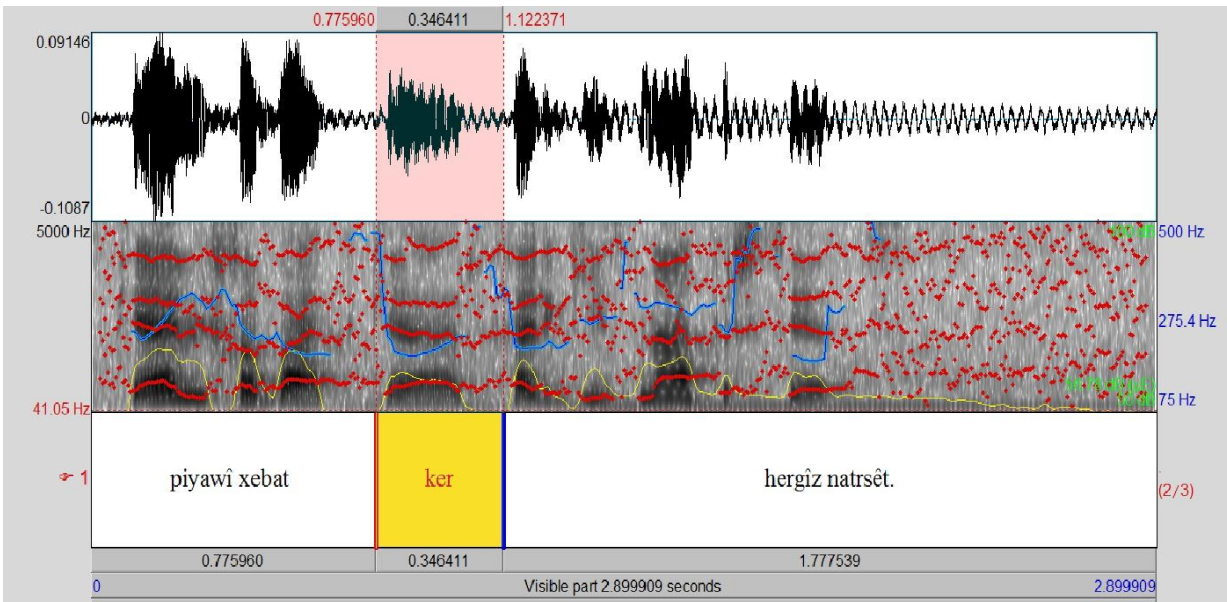 0.775960 0.346411 1.122371
0.09146
0
-0.1087
5000 Hz 500 Hz
275.4 Hz
41.05 Hz 75 Hz
1 piyawî xebat ker hergîz natrsêt.
(2/3)
0.775960 0.346411 1.777539
0 Visible part 2.899909 seconds 2.899909